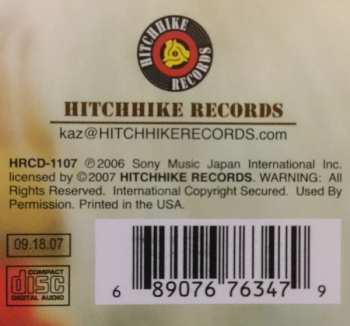 HITCHHIKE
RECORDS
HITCHHIKE RECORDS
kaz@HITCHHIKERECORDS.com
HRCD-1107 ℗2006 Sony Music Japan International Inc.
licensed by ©2007 HITCHHIKE RECORDS. WARNING: All
Rights Reserved. International Copyright Secured. Used By
Permission. Printed in the USA.
09.18.07
COMPACT
disc
DIGITAL AUDIO
6 89076 76347 9